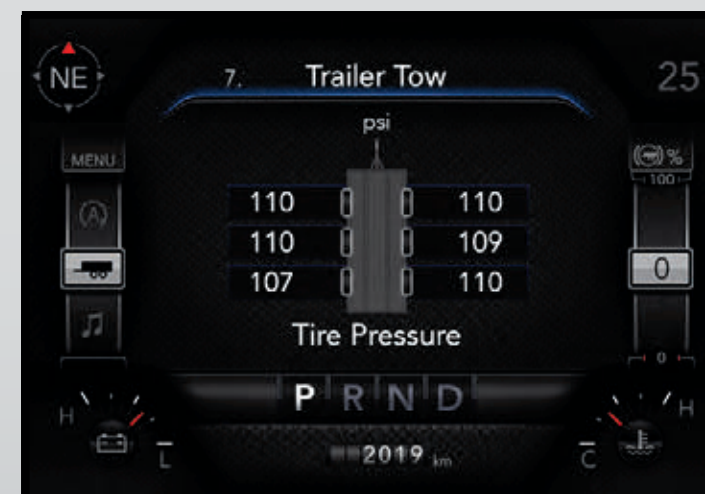 NE
7. Trailer Tow
25
psi
MENU
%
100
110 110
110 109
107 110
A
0
Tire Pressure
0
P R N D
H L
C H
2019 km